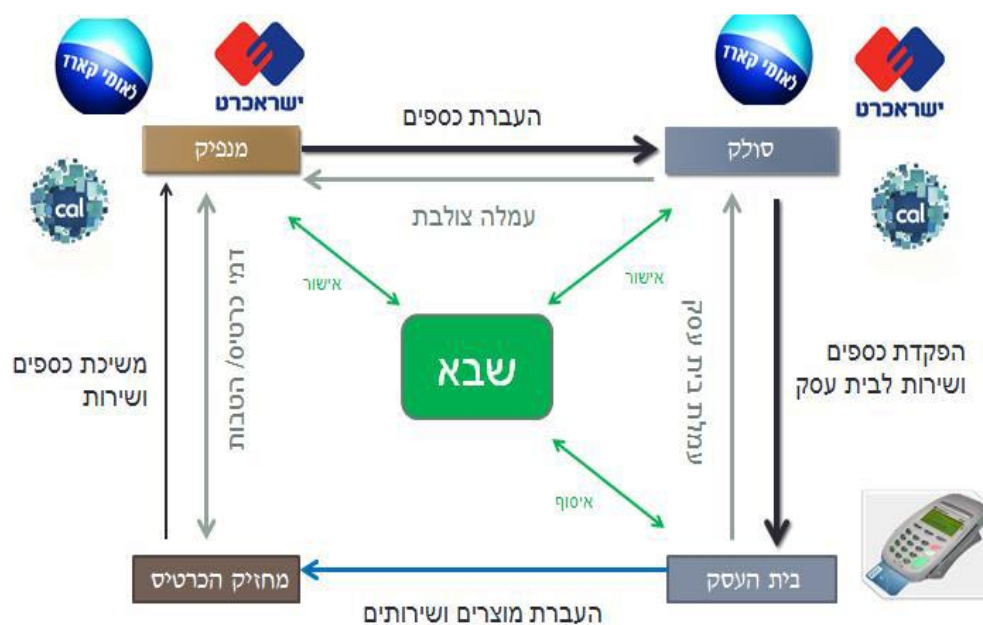 לאומי קארד
ישראכרט
לאומי קארד
ישראכרט
העברת כספים
מנפיק
סולק
עמלה צולבת
cal
cal
אישור
אישור
דמי כרטיס/ הטבות
עמלת בית עסק
משיכת כספים
ושירות
שבא
הפקדת כספים
ושירות לבית עסק
איסוף
מחזיק הכרטיס
בית העסק
העברת מוצרים ושירותים